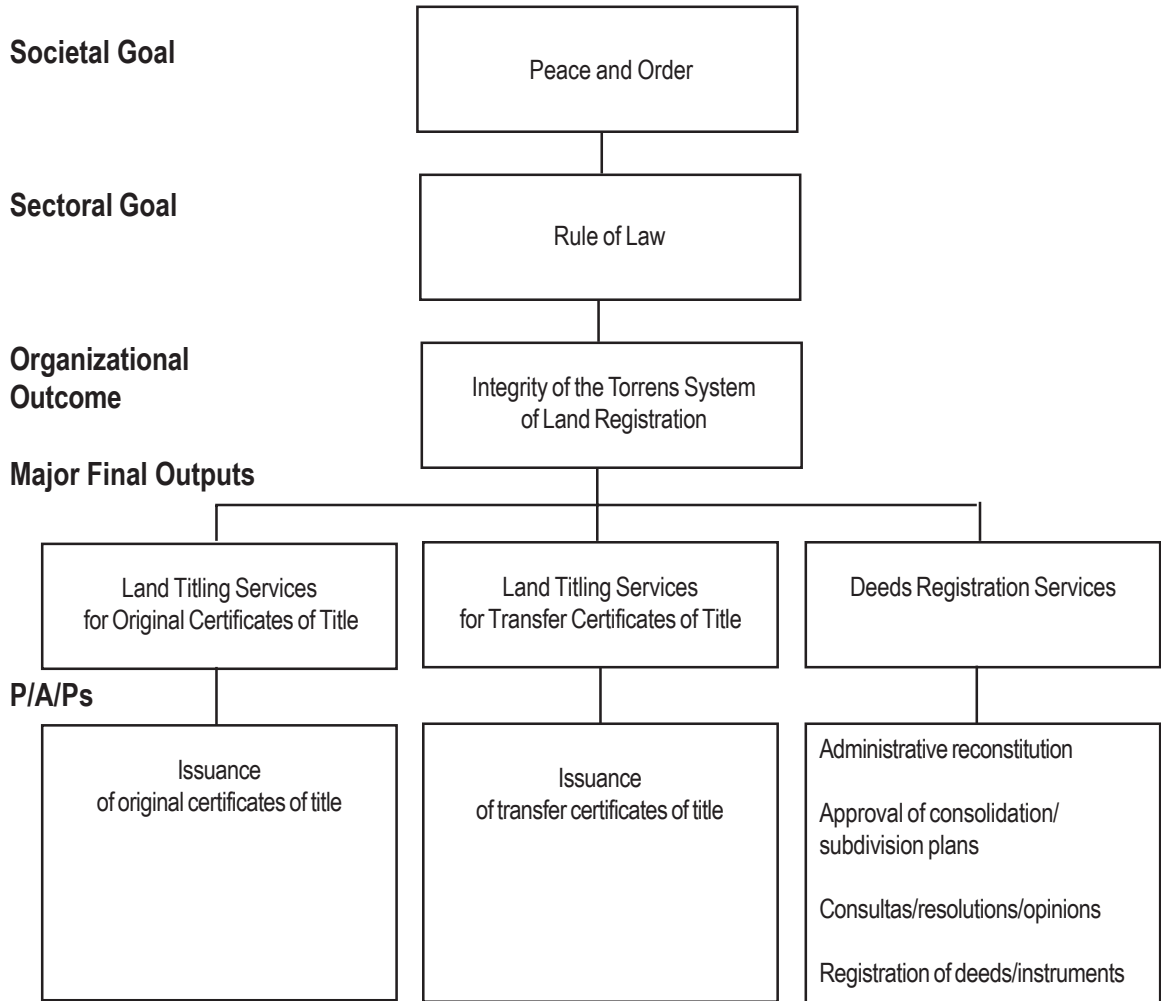 Societal Goal
Peace and Order
Sectoral Goal
Rule of Law
Organizational
Outcome
Integrity of the Torrens System
of Land Registration
Major Final Outputs
Land Titling Services
for Original Certificates of Title
Land Titling Services
for Transfer Certificates of Title
Deeds Registration Services
P/A/Ps
Issuance
of original certificates of title
Issuance
of transfer certificates of title
Administrative reconstitution
Approval of consolidation/
subdivision plans
Consultas/resolutions/opinions
Registration of deeds/instruments